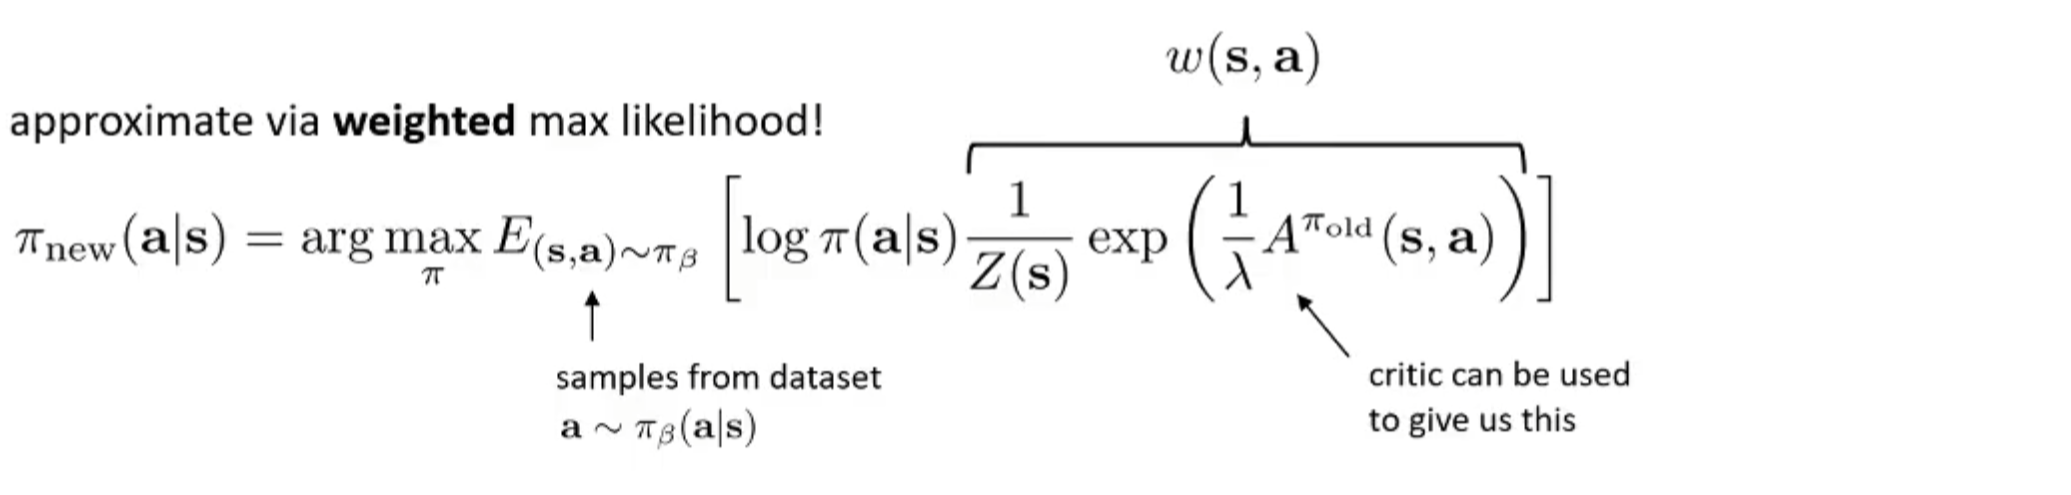 w(s, a)
approximate via weighted max likelihood!
π_new(a|s) = arg max_π E_(s,a)∼π_β [log π(a|s) 1/Z(s) exp(1/λ A^π_old(s, a))]
samples from dataset
a ∼ π_β(a|s)
critic can be used
to give us this